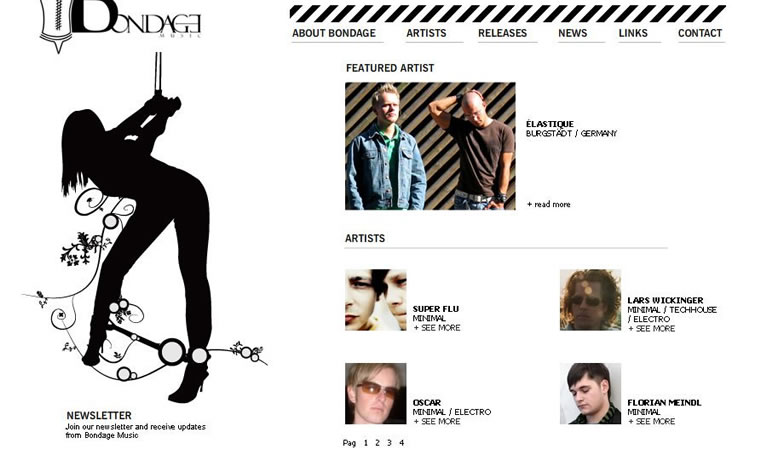 BONDAGE
MUSIC
ABOUT BONDAGE
ARTISTS
RELEASES
NEWS
LINKS
CONTACT
FEATURED ARTIST
ÉLASTIQUE
BURGSTÄDT / GERMANY
+ read more
ARTISTS
SUPER FLU
MINIMAL
+ SEE MORE
LARS WICKINGER
MINIMAL / TECHHOUSE
/ ELECTRO
+ SEE MORE
OSCAR
MINIMAL / ELECTRO
+ SEE MORE
FLORIAN MEINDL
MINIMAL
+ SEE MORE
Pag 1 2 3 4
NEWSLETTER
Join our newsletter and receive updates
from Bondage Music